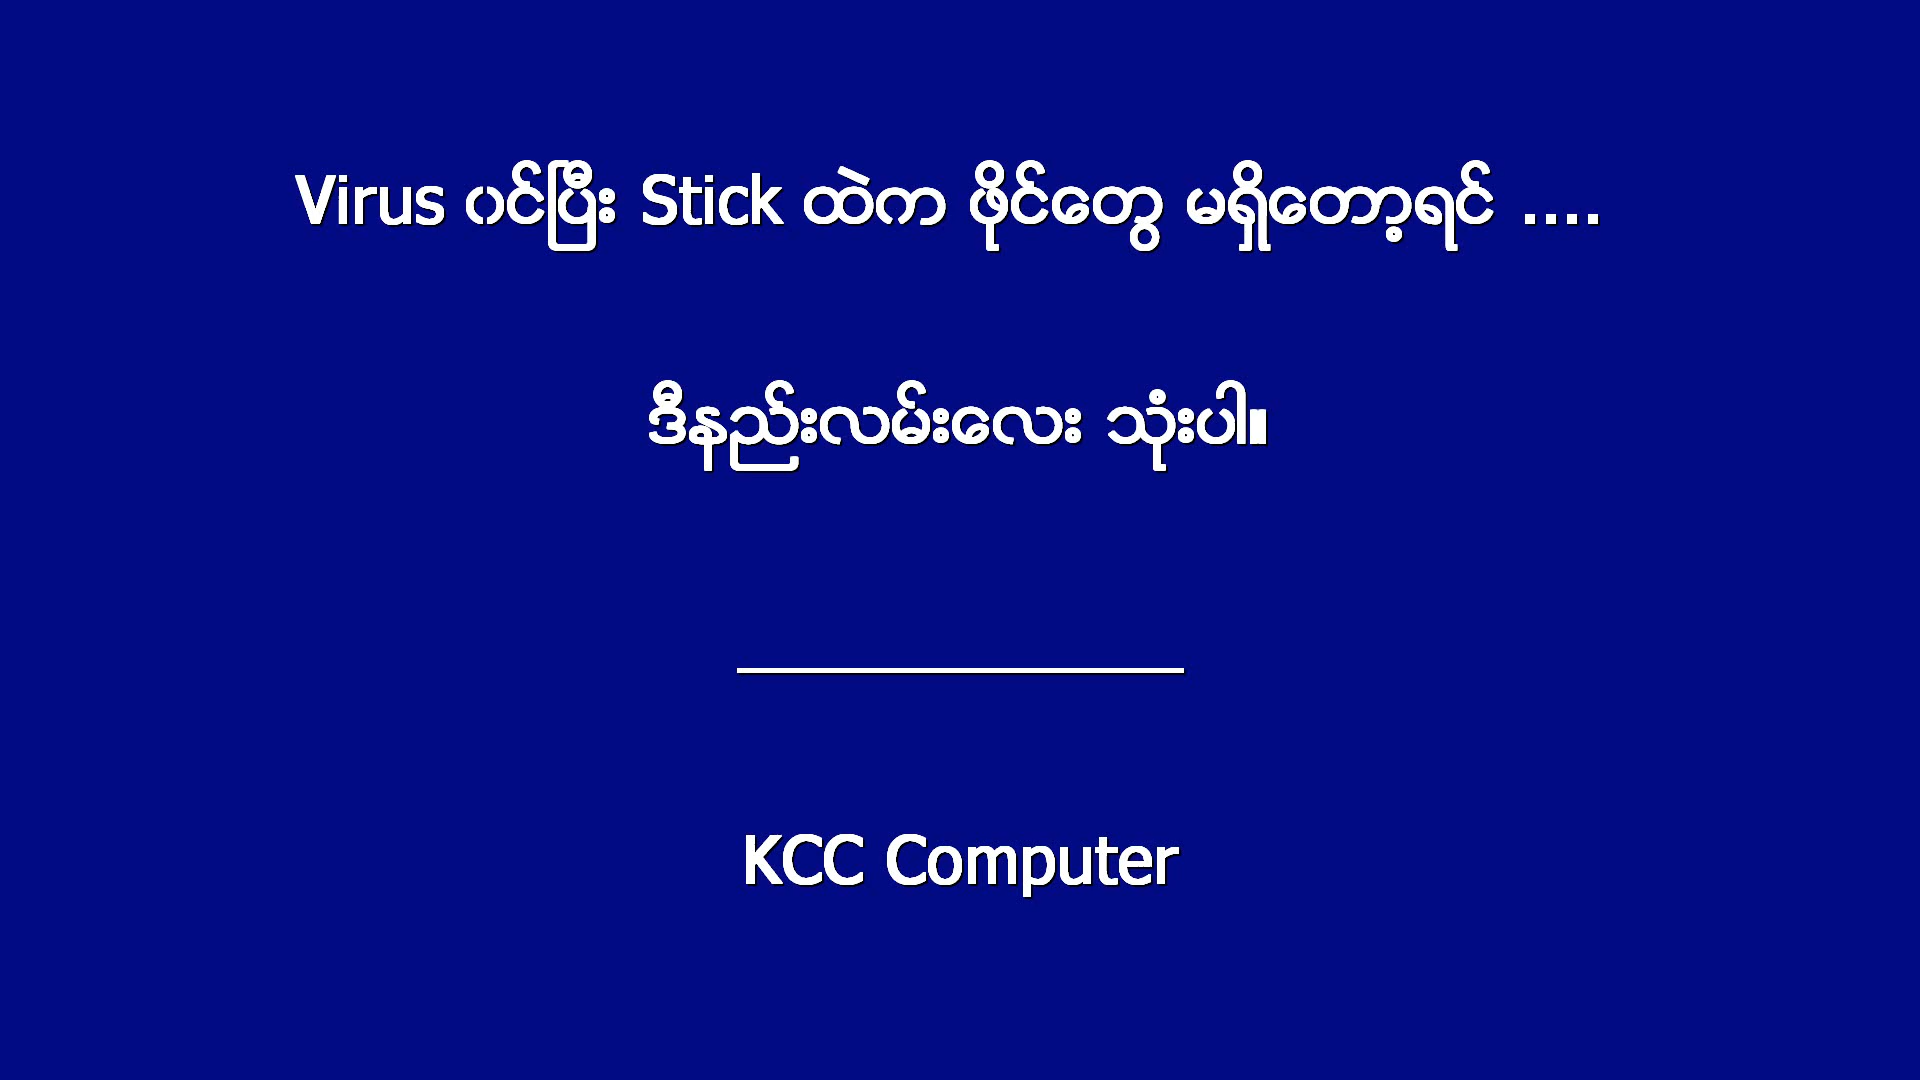 Virus ဝင်ပြီး Stick ထဲက ဖိုင်တွေ မရှိတော့ရင် ....
ဒီနည်းလမ်းလေး သုံးပါ။
KCC Computer